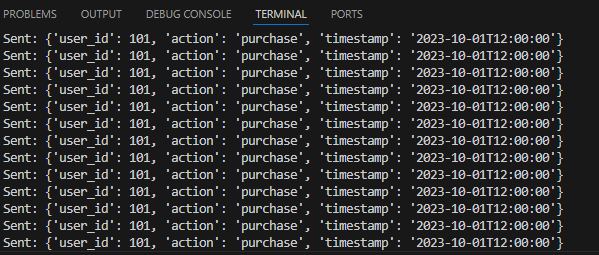 PROBLEMS OUTPUT DEBUG CONSOLE TERMINAL PORTS
Sent: {'user_id': 101, 'action': 'purchase', 'timestamp': '2023-10-01T12:00:00'}
Sent: {'user_id': 101, 'action': 'purchase', 'timestamp': '2023-10-01T12:00:00'}
Sent: {'user_id': 101, 'action': 'purchase', 'timestamp': '2023-10-01T12:00:00'}
Sent: {'user_id': 101, 'action': 'purchase', 'timestamp': '2023-10-01T12:00:00'}
Sent: {'user_id': 101, 'action': 'purchase', 'timestamp': '2023-10-01T12:00:00'}
Sent: {'user_id': 101, 'action': 'purchase', 'timestamp': '2023-10-01T12:00:00'}
Sent: {'user_id': 101, 'action': 'purchase', 'timestamp': '2023-10-01T12:00:00'}
Sent: {'user_id': 101, 'action': 'purchase', 'timestamp': '2023-10-01T12:00:00'}
Sent: {'user_id': 101, 'action': 'purchase', 'timestamp': '2023-10-01T12:00:00'}
Sent: {'user_id': 101, 'action': 'purchase', 'timestamp': '2023-10-01T12:00:00'}
Sent: {'user_id': 101, 'action': 'purchase', 'timestamp': '2023-10-01T12:00:00'}
Sent: {'user_id': 101, 'action': 'purchase', 'timestamp': '2023-10-01T12:00:00'}
Sent: {'user_id': 101, 'action': 'purchase', 'timestamp': '2023-10-01T12:00:00'}